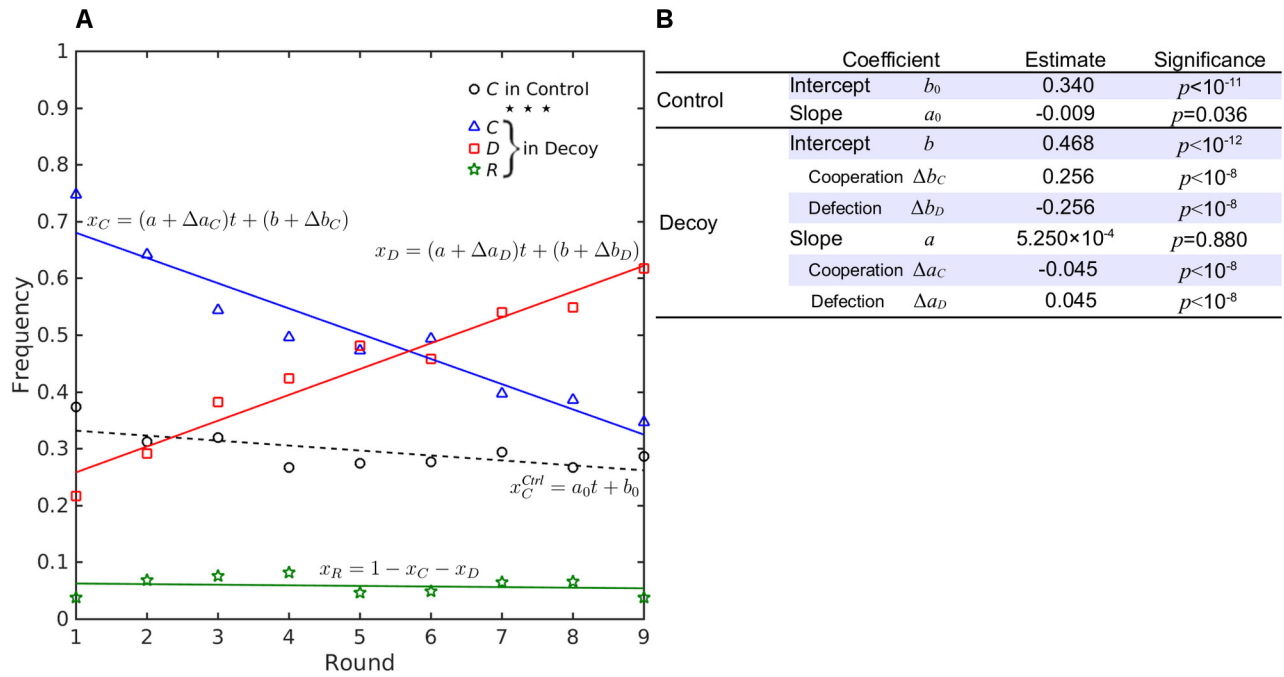 A
1
0.9
0.8
0.7
0.6
0.5
0.4
0.3
0.2
0.1
0
Frequency
1 2 3 4 5 6 7 8 9
Round
C in Control
★ ★ ★
C
D
R
} in Decoy
x_C = (a + Δa_C)t + (b + Δb_C)
x_D = (a + Δa_D)t + (b + Δb_D)
x_C^{Ctrl} = a_0t + b_0
x_R = 1 − x_C − x_D
B
Coefficient Estimate Significance
Control
Intercept b_0 0.340 p<10^{-11}
Slope a_0 -0.009 p=0.036
Decoy
Intercept b 0.468 p<10^{-12}
Cooperation Δb_C 0.256 p<10^{-8}
Defection Δb_D -0.256 p<10^{-8}
Slope a 5.250×10^{-4} p=0.880
Cooperation Δa_C -0.045 p<10^{-8}
Defection Δa_D 0.045 p<10^{-8}